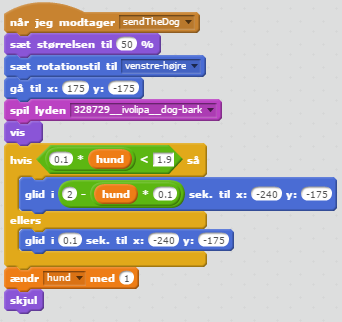 når jeg modtager sendTheDog
sæt størrelsen til 50 %
sæt rotationstil til venstre-højre
gå til x: 175 y: -175
spil lyden 328729__ivolipa__dog-bark
vis
hvis 0.1 * hund < 1.9 så
glid i 2 - hund * 0.1 sek. til x: -240 y: -175
ellers
glid i 0.1 sek. til x: -240 y: -175
ændr hund med 1
skjul